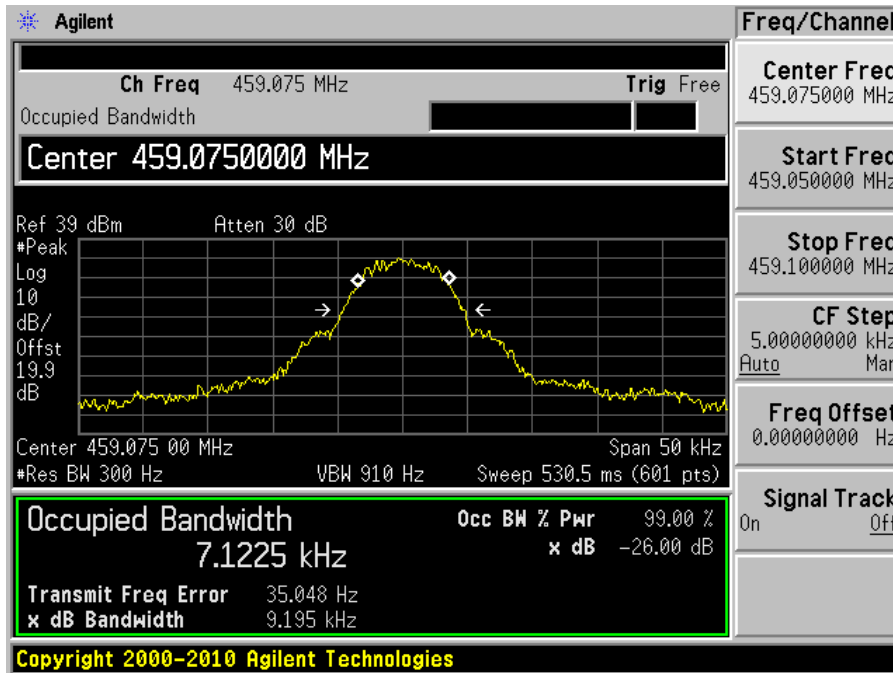 Agilent
Freq/Channel
Ch Freq 459.075 MHz Trig Free
Occupied Bandwidth
Center 459.0750000 MHz
Ref 39 dBm Atten 30 dB
#Peak
Log
10
dB/
Offst
19.9
dB
Center 459.075 00 MHz Span 50 kHz
#Res BW 300 Hz VBW 910 Hz Sweep 530.5 ms (601 pts)
Occupied Bandwidth
7.1225 kHz
Occ BW % Pwr 99.00 %
x dB -26.00 dB
Transmit Freq Error 35.048 Hz
x dB Bandwidth 9.195 kHz
Center Freq
459.075000 MHz
Start Freq
459.050000 MHz
Stop Freq
459.100000 MHz
CF Step
5.00000000 kHz
Auto Man
Freq Offset
0.00000000 Hz
Signal Track
On Off
Copyright 2000-2010 Agilent Technologies